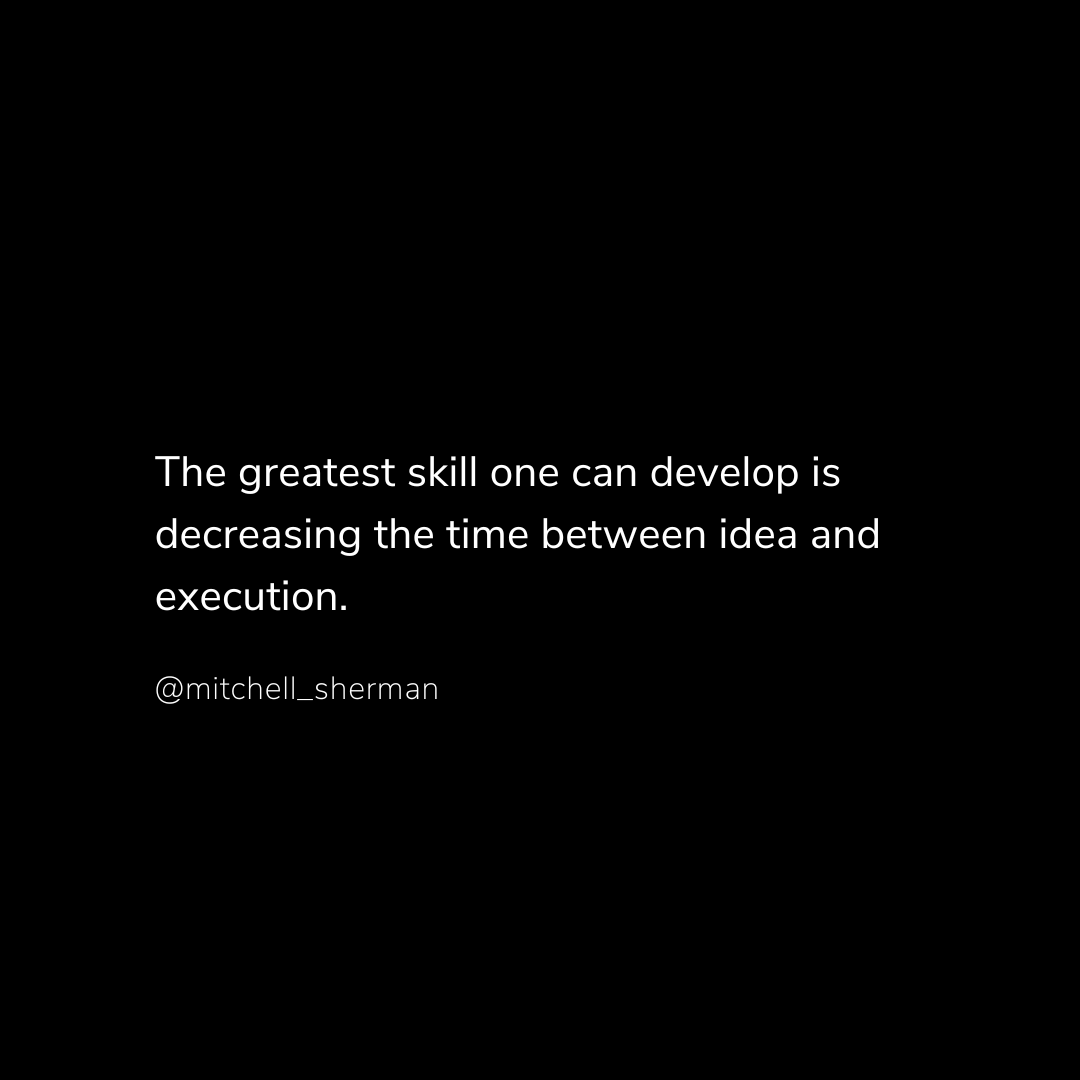 The greatest skill one can develop is
decreasing the time between idea and
execution.
@mitchell_sherman